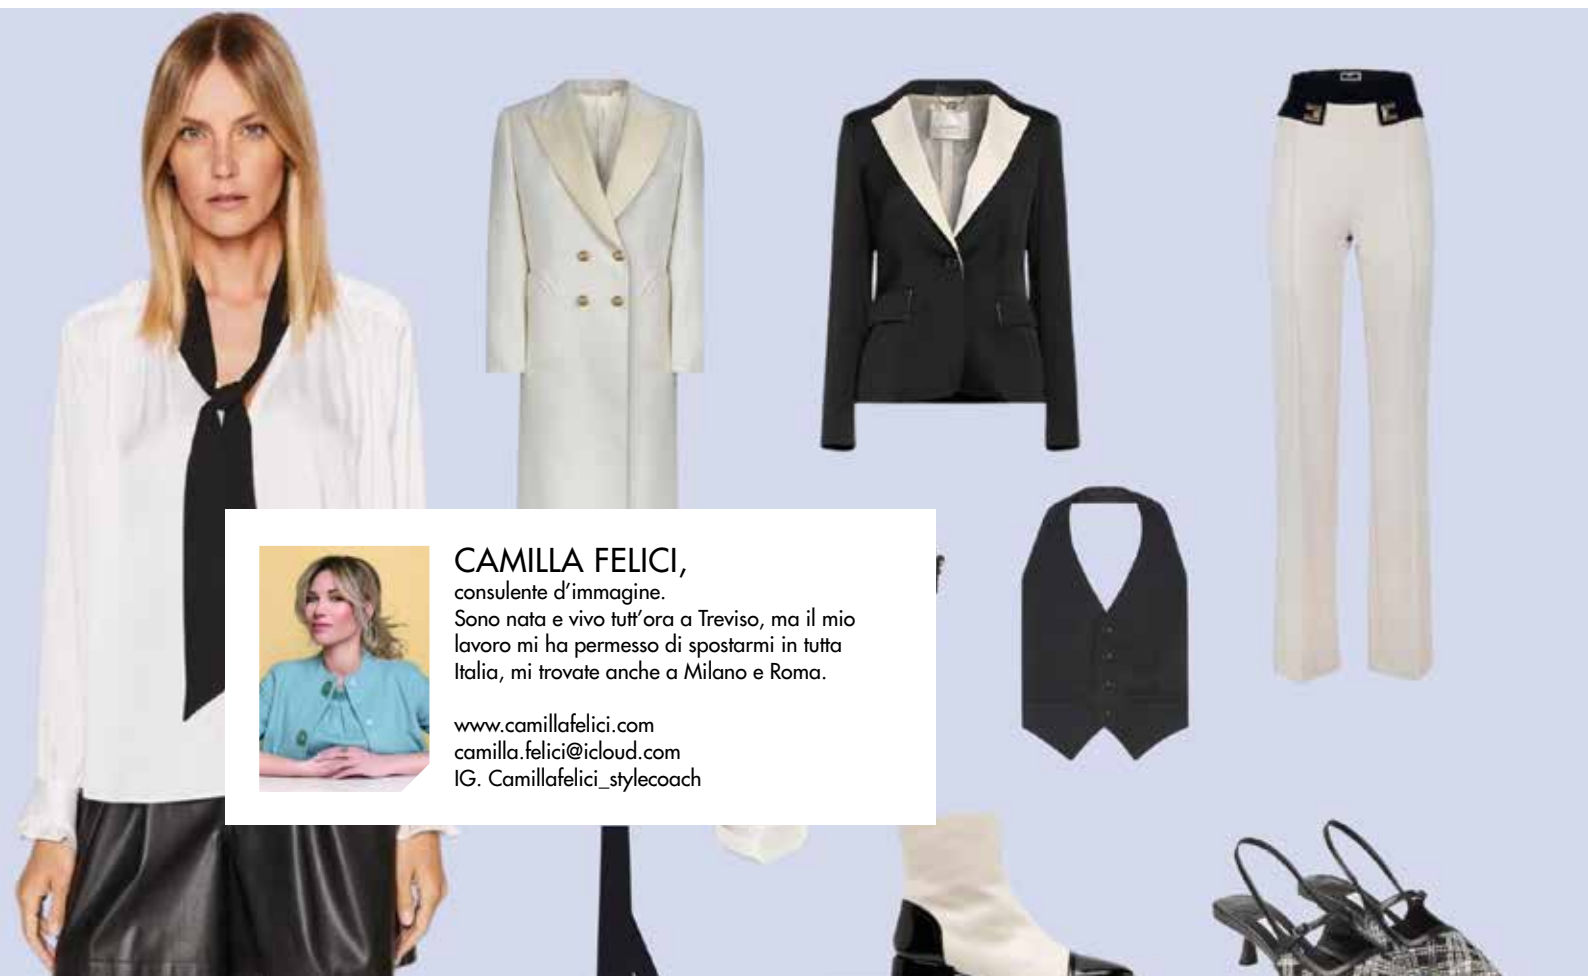 CAMILLA FELICI,
consulente d'immagine.
Sono nata e vivo tutt'ora a Treviso, ma il mio
lavoro mi ha permesso di spostarmi in tutta
Italia, mi trovate anche a Milano e Roma.
www.camillafelici.com
camilla.felici@icloud.com
IG. Camillafelici_stylecoach